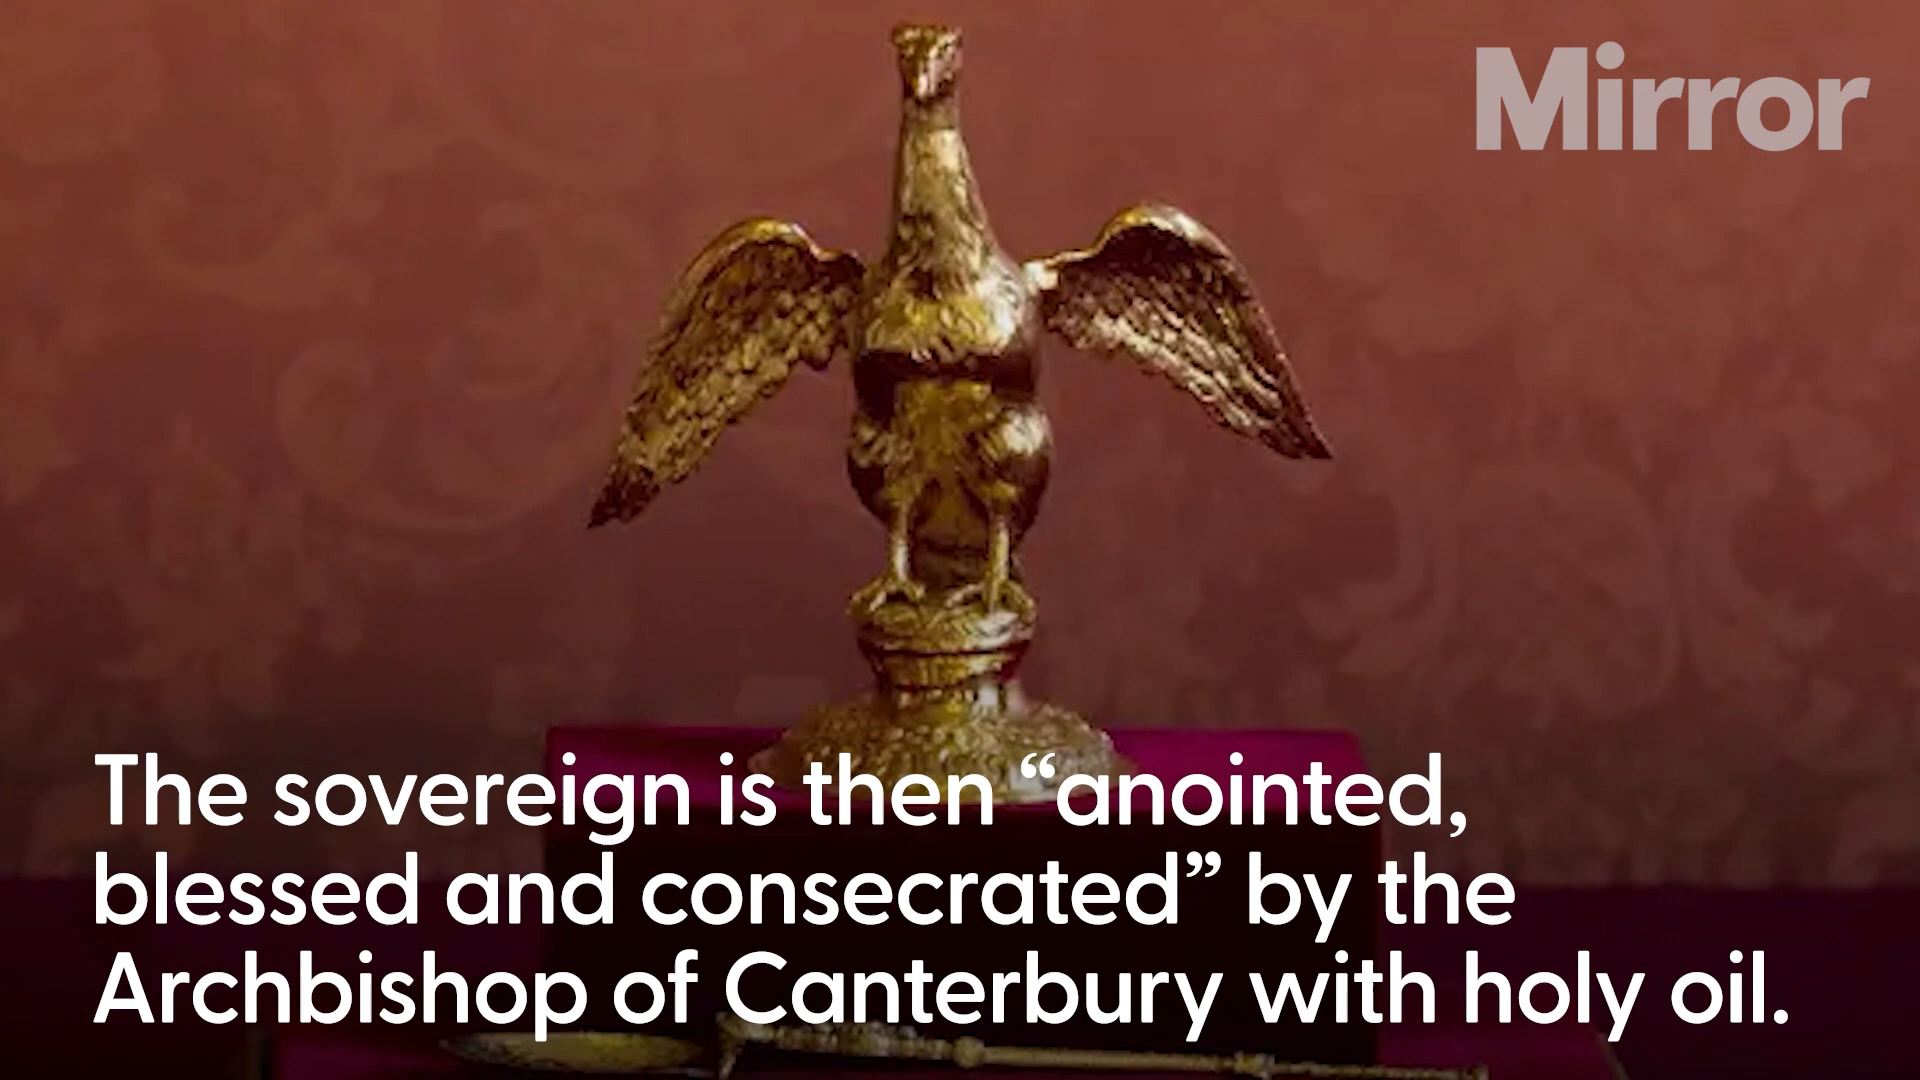 Mirror
The sovereign is then “anointed,
blessed and consecrated” by the
Archbishop of Canterbury with holy oil.